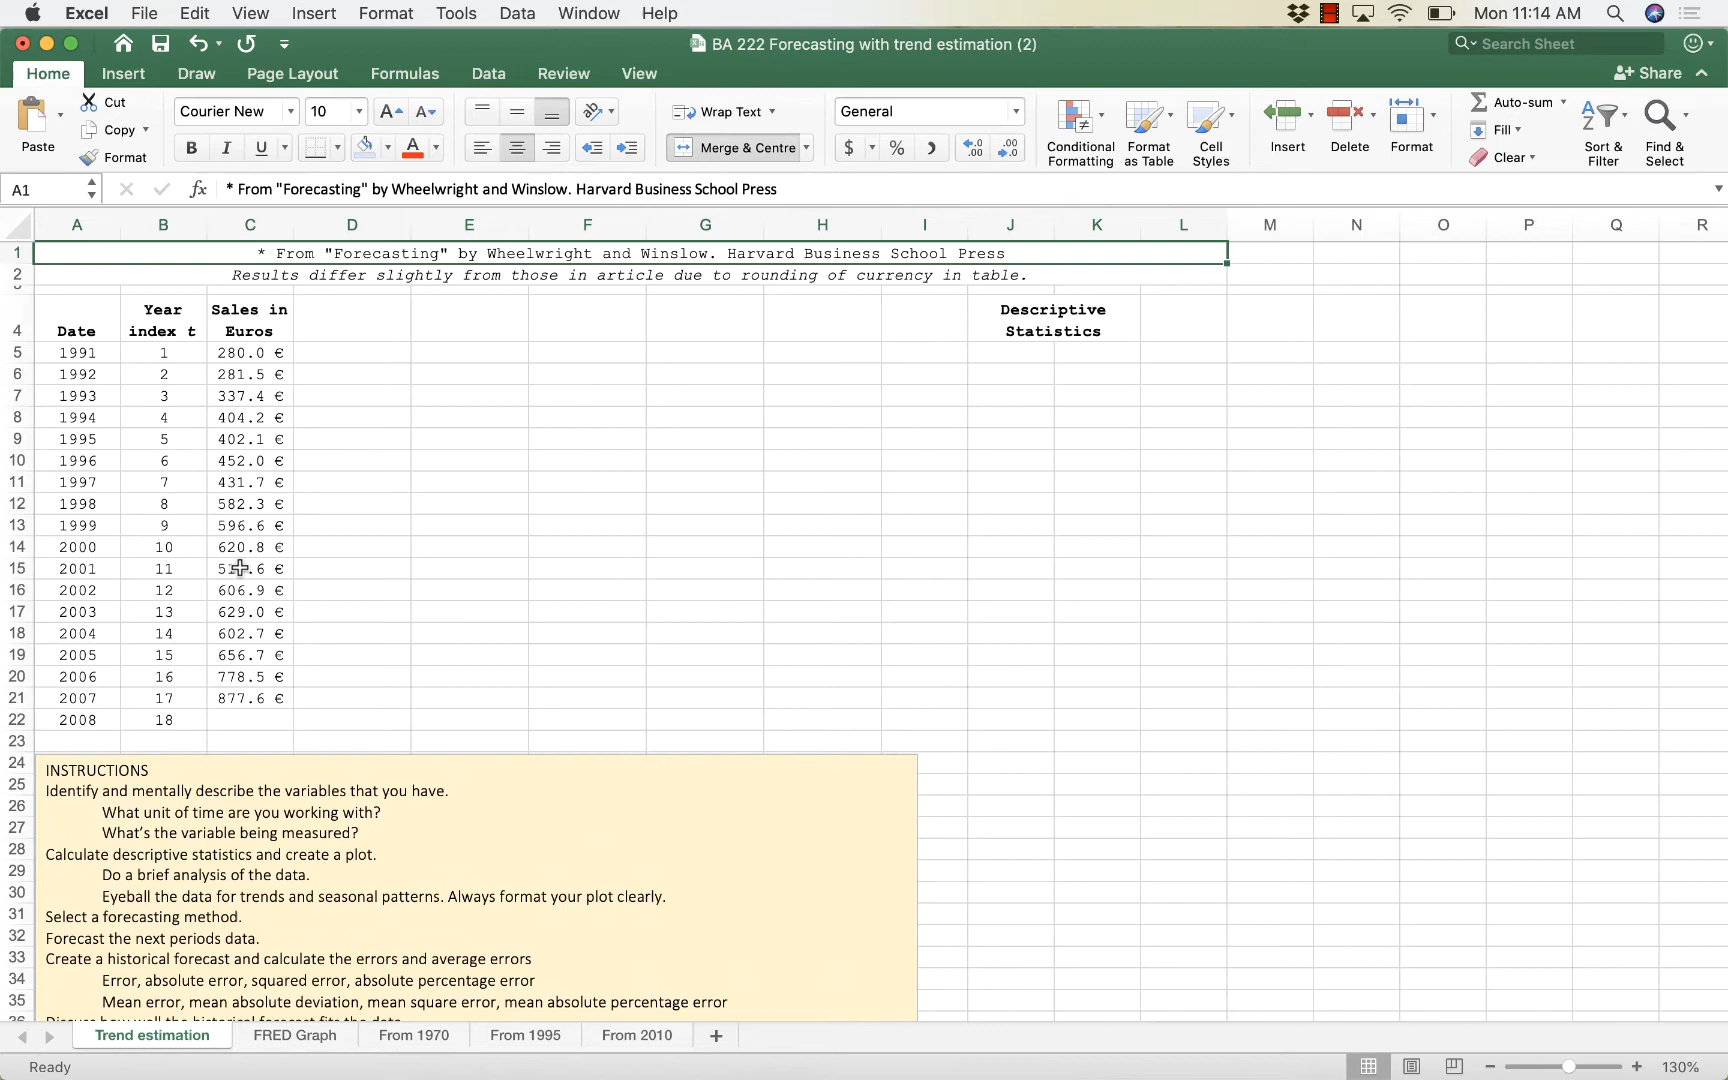 Excel File Edit View Insert Format Tools Data Window Help Mon 11:14 AM
BA 222 Forecasting with trend estimation (2) Search Sheet
Home Insert Draw Page Layout Formulas Data Review View Share
Paste Cut Copy Format
Courier New 10 A A
B I U A
Wrap Text
Merge & Centre
General
$ % ) .0 .00 .00 .0
Conditional Formatting
Format as Table
Cell Styles
Insert Delete Format
Auto-sum
Fill
Clear
Sort & Filter
Find & Select
A1 fx * From "Forecasting" by Wheelwright and Winslow. Harvard Business School Press
A B C D E F G H I J K L M N O P Q R
1 * From "Forecasting" by Wheelwright and Winslow. Harvard Business School Press
2 Results differ slightly from those in article due to rounding of currency in table.
Year Sales in Descriptive
4 Date index t Euros Statistics
5 1991 1 280.0 €
6 1992 2 281.5 €
7 1993 3 337.4 €
8 1994 4 404.2 €
9 1995 5 402.1 €
10 1996 6 452.0 €
11 1997 7 431.7 €
12 1998 8 582.3 €
13 1999 9 596.6 €
14 2000 10 620.8 €
15 2001 11 €
16 2002 12 606.9 €
17 2003 13 629.0 €
18 2004 14 602.7 €
19 2005 15 656.7 €
20 2006 16 778.5 €
21 2007 17 877.6 €
22 2008 18
23
24 INSTRUCTIONS
25 Identify and mentally describe the variables that you have.
26 What unit of time are you working with?
27 What's the variable being measured?
28 Calculate descriptive statistics and create a plot.
29 Do a brief analysis of the data.
30 Eyeball the data for trends and seasonal patterns. Always format your plot clearly.
31 Select a forecasting method.
32 Forecast the next periods data.
33 Create a historical forecast and calculate the errors and average errors
34 Error, absolute error, squared error, absolute percentage error
35 Mean error, mean absolute deviation, mean square error, mean absolute percentage error
Trend estimation FRED Graph From 1970 From 1995 From 2010 +
Ready 130%